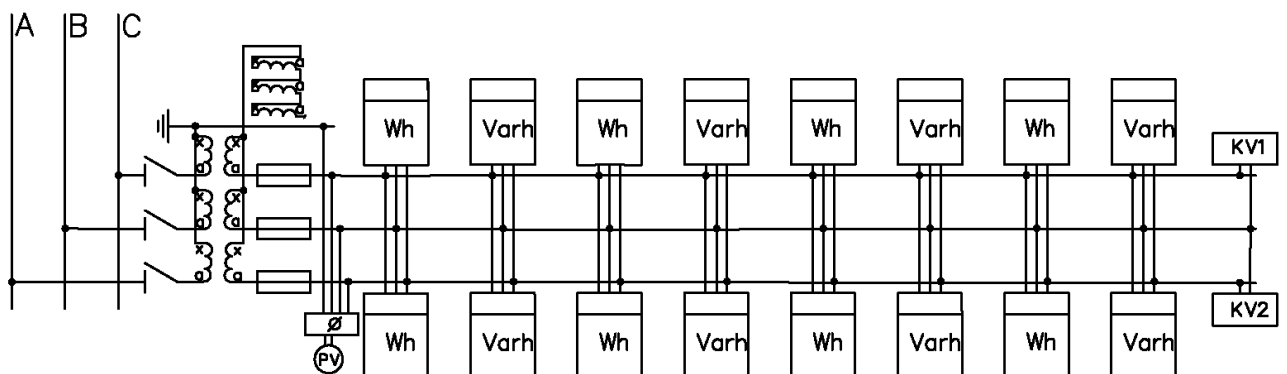 A B C
Wh Varh Wh Varh Wh Varh Wh Varh
KV1
x x
a a
x x
a a
x x
a a
Ø
KV2
PV
Wh Varh Wh Varh Wh Varh Wh Varh